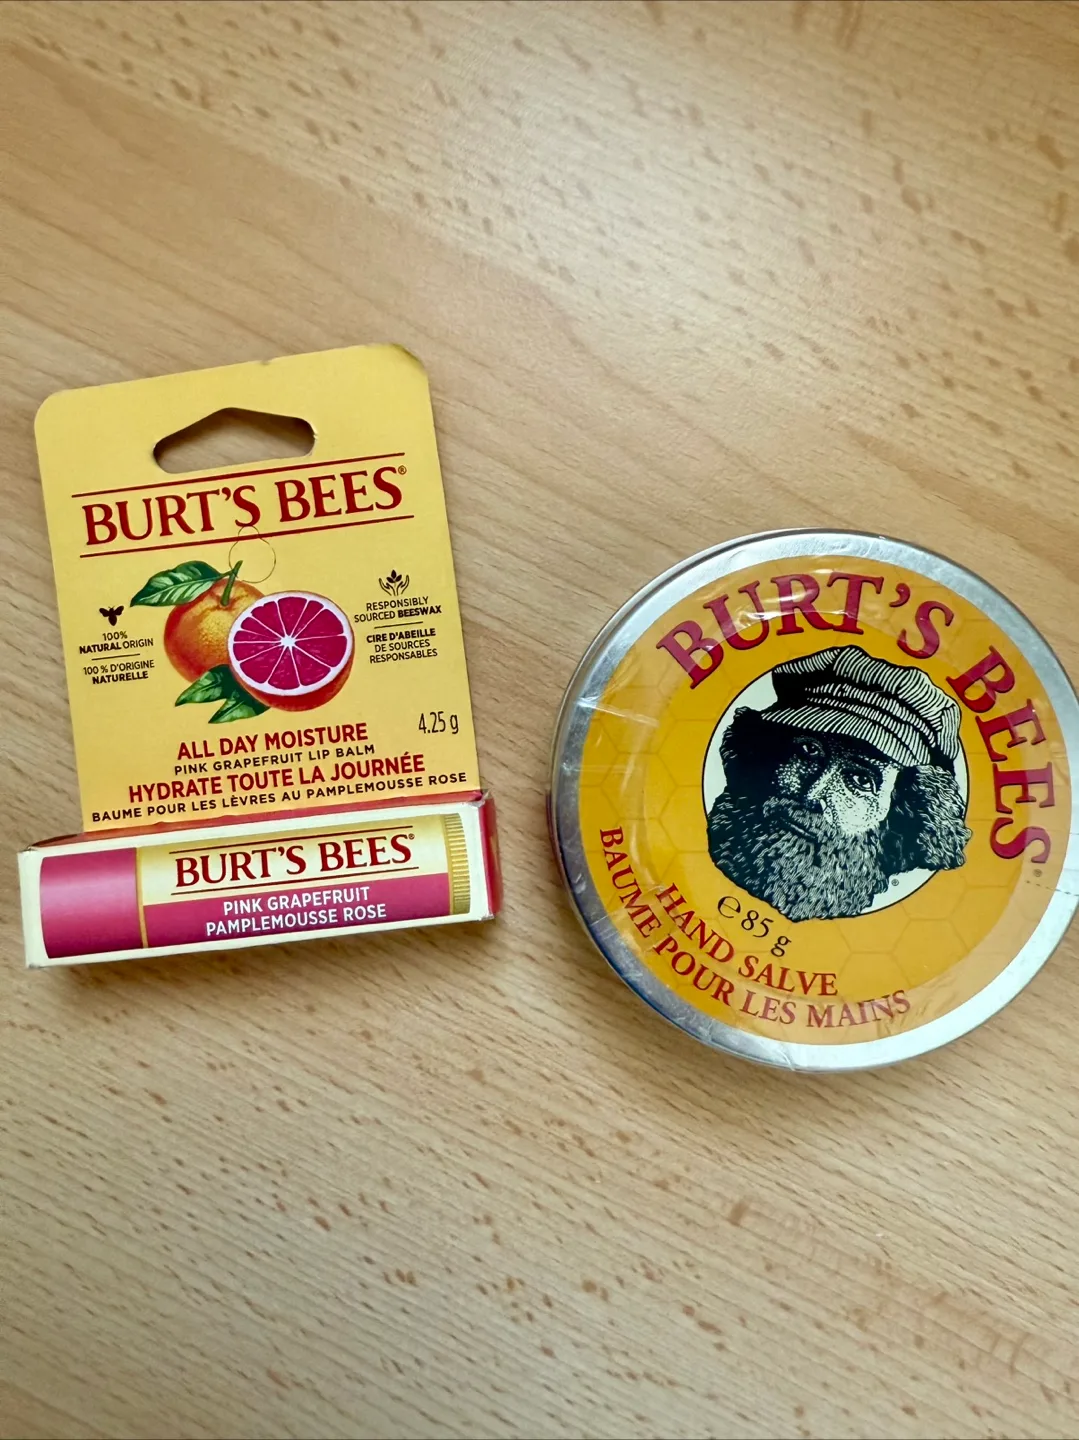 BURT'S BEES®
100%
NATURAL ORIGIN
100 % D'ORIGINE
NATURELLE
RESPONSIBLY
SOURCED BEESWAX
CIRE D'ABEILLE
DE SOURCES
RESPONSABLES
4.25 g
ALL DAY MOISTURE
PINK GRAPEFRUIT LIP BALM
HYDRATE TOUTE LA JOURNÉE
BAUME POUR LES LÈVRES AU PAMPLEMOUSSE ROSE
BURT'S BEES®
PINK GRAPEFRUIT
PAMPLEMOUSSE ROSE
BURT'S BEES®
®
℮ 85 g
HAND SALVE
BAUME POUR LES MAINS